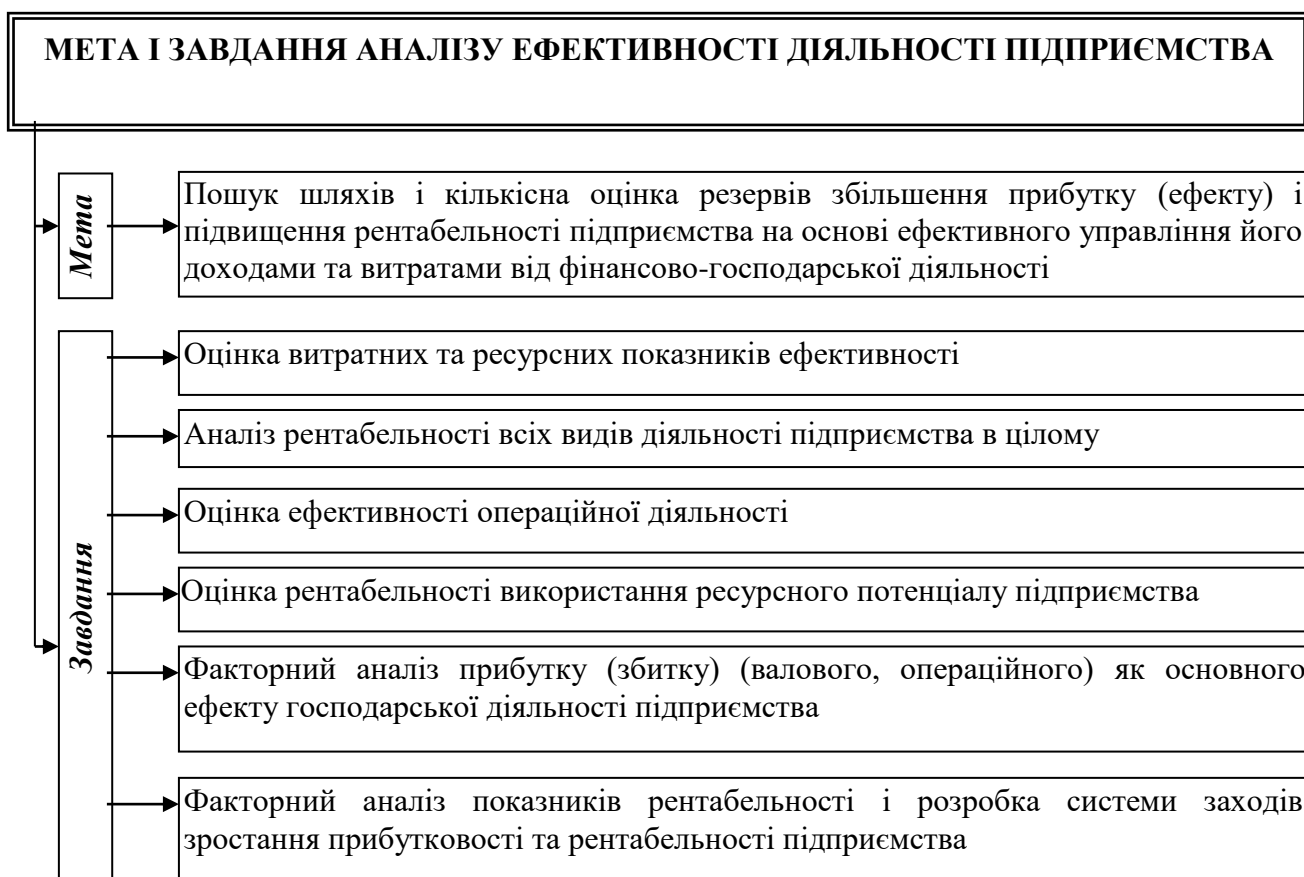 МЕТА І ЗАВДАННЯ АНАЛІЗУ ЕФЕКТИВНОСТІ ДІЯЛЬНОСТІ ПІДПРИЄМСТВА
Мета
Пошук шляхів і кількісна оцінка резервів збільшення прибутку (ефекту) і
підвищення рентабельності підприємства на основі ефективного управління його
доходами та витратами від фінансово-господарської діяльності
Завдання
Оцінка витратних та ресурсних показників ефективності
Аналіз рентабельності всіх видів діяльності підприємства в цілому
Оцінка ефективності операційної діяльності
Оцінка рентабельності використання ресурсного потенціалу підприємства
Факторний аналіз прибутку (збитку) (валового, операційного) як основного
ефекту господарської діяльності підприємства
Факторний аналіз показників рентабельності і розробка системи заходів
зростання прибутковості та рентабельності підприємства